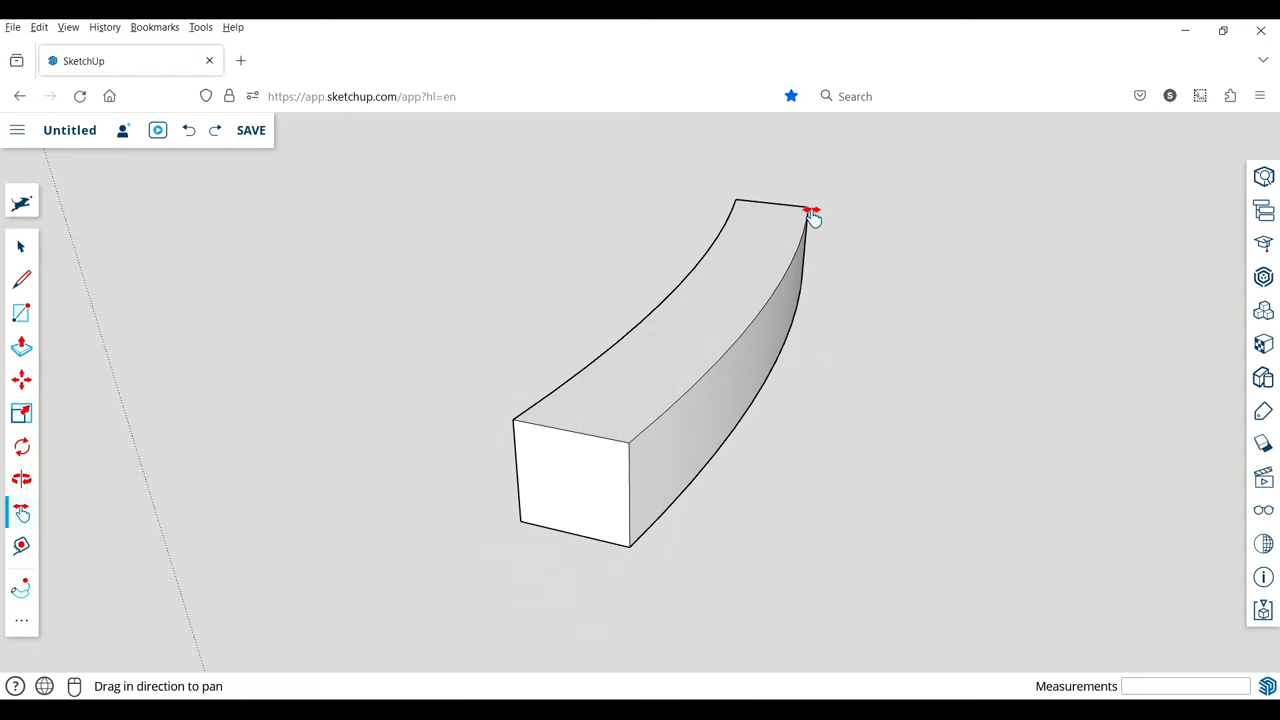 File Edit View History Bookmarks Tools Help
SketchUp
https://app.sketchup.com/app?hl=en
Search
Untitled
SAVE
Drag in direction to pan
Measurements